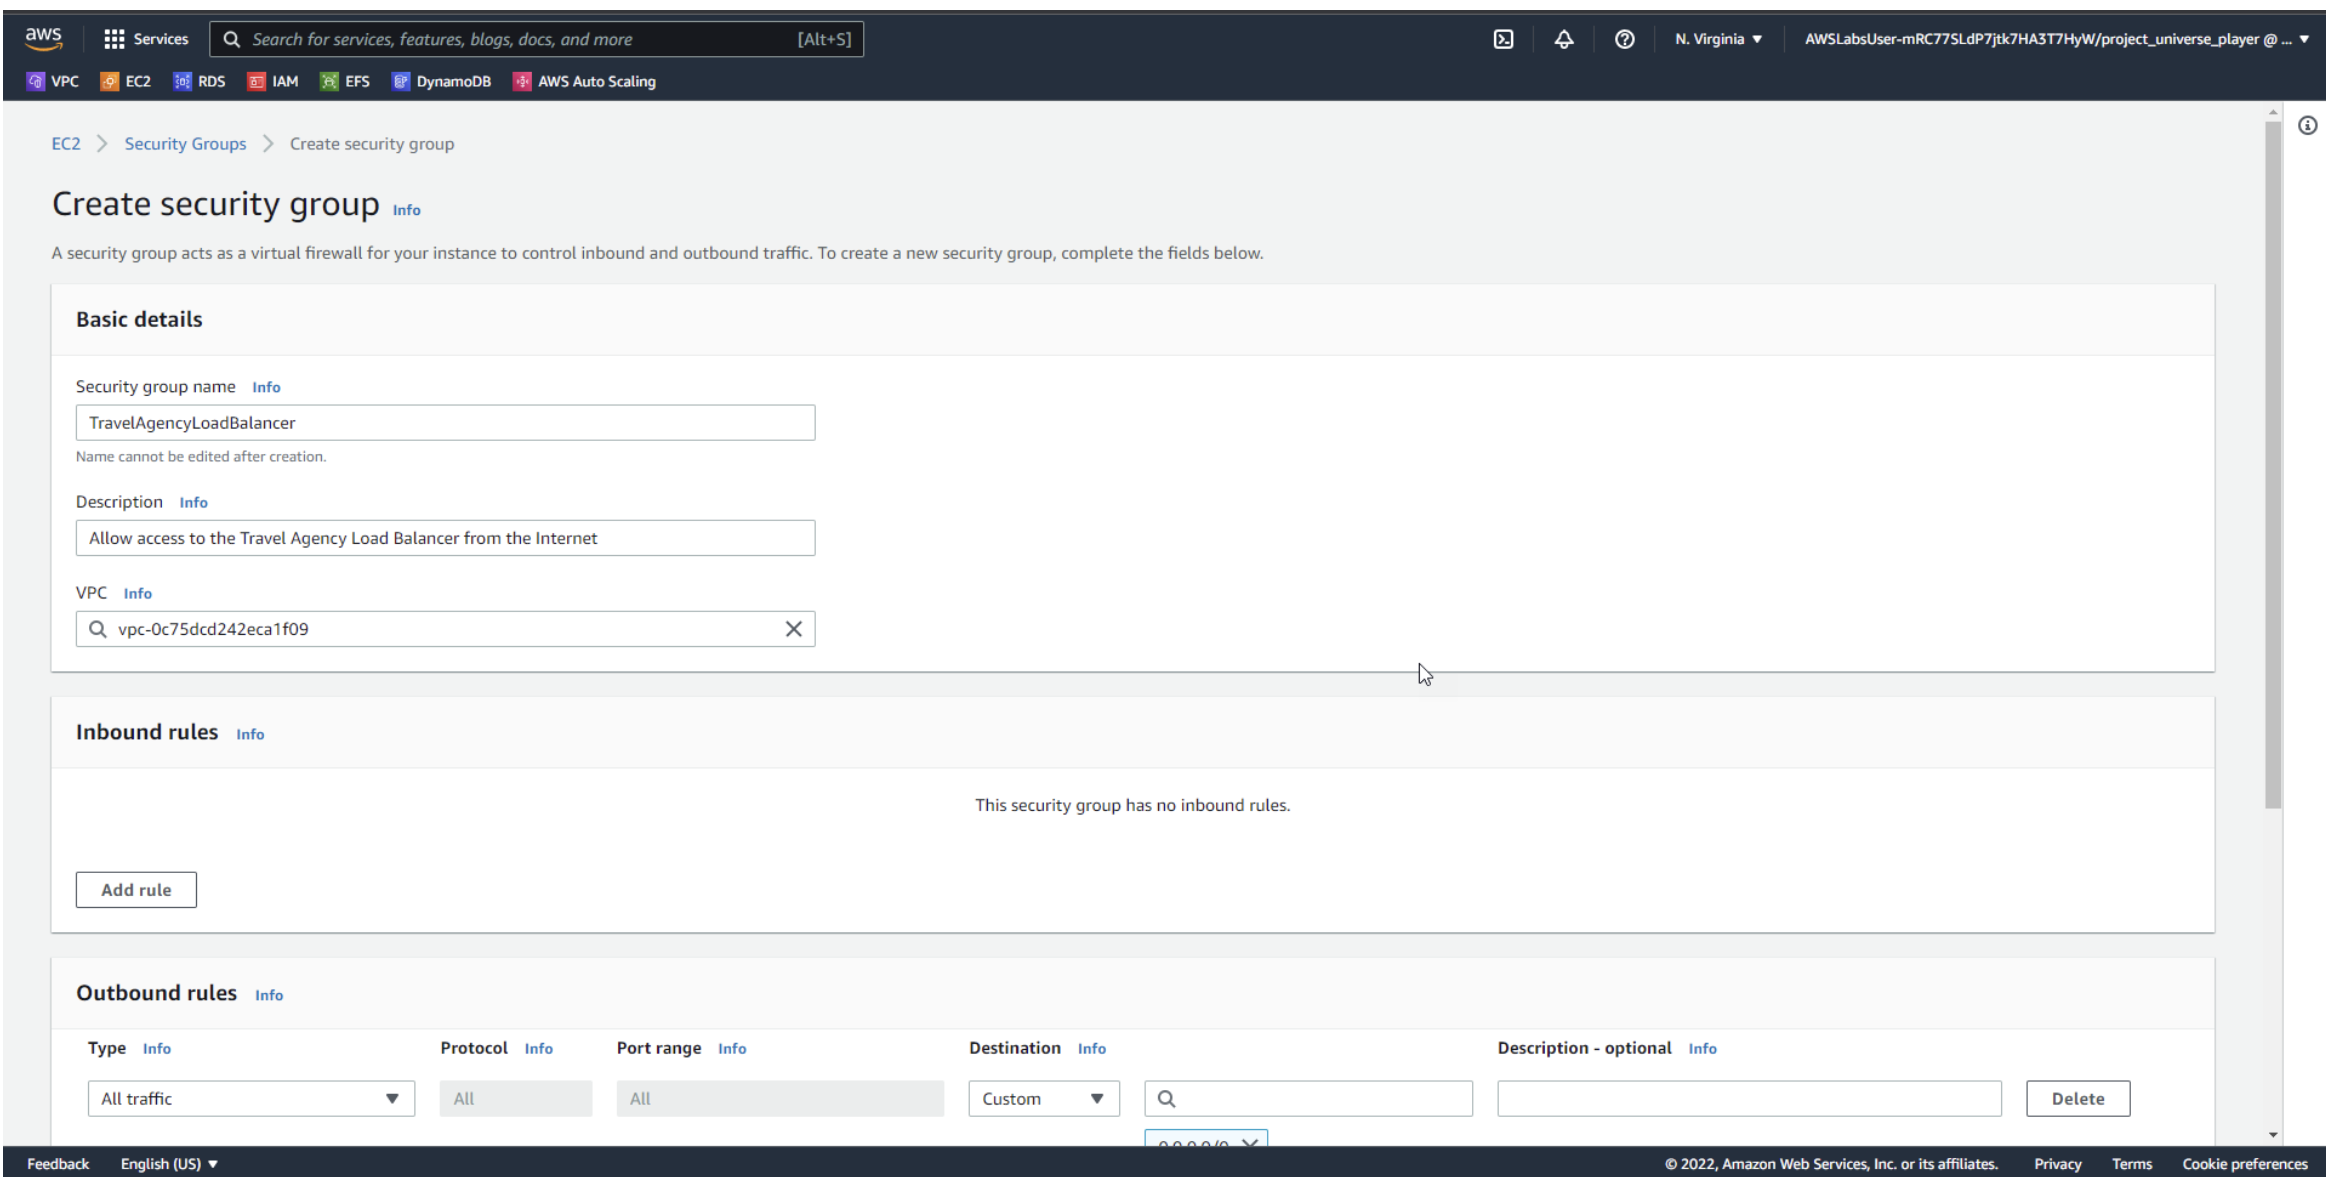 aws Services Search for services, features, blogs, docs, and more [Alt+S] N. Virginia ▼ AWSLabsUser-mRC77SLdP7jtk7HA3T7HyW/project_universe_player @ ... ▼
VPC EC2 RDS IAM EFS DynamoDB AWS Auto Scaling
EC2 > Security Groups > Create security group
Create security group Info
A security group acts as a virtual firewall for your instance to control inbound and outbound traffic. To create a new security group, complete the fields below.
Basic details
Security group name Info
TravelAgencyLoadBalancer
Name cannot be edited after creation.
Description Info
Allow access to the Travel Agency Load Balancer from the Internet
VPC Info
vpc-0c75dcd242eca1f09
Inbound rules Info
This security group has no inbound rules.
Add rule
Outbound rules Info
Type Info Protocol Info Port range Info Destination Info Description - optional Info
All traffic All All Custom Delete
Feedback English (US) ▼ © 2022, Amazon Web Services, Inc. or its affiliates. Privacy Terms Cookie preferences